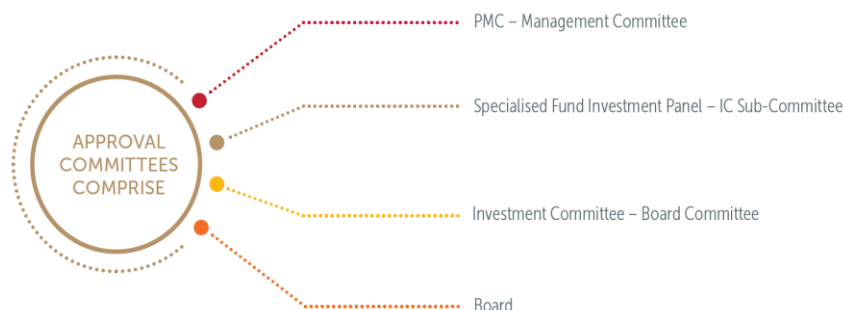 PMC – Management Committee
Specialised Fund Investment Panel – IC Sub-Committee
APPROVAL
COMMITTEES
COMPRISE
Investment Committee – Board Committee
Board